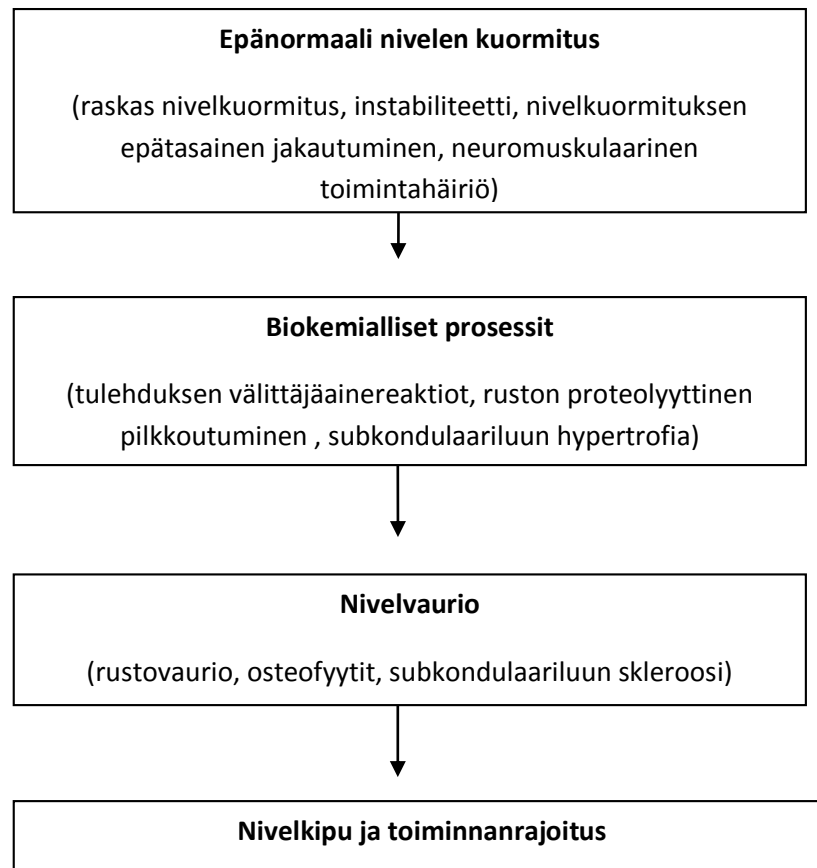 Epänormaali nivelen kuormitus
(raskas nivelkuormitus, instabiliteetti, nivelkuormituksen
epätasainen jakautuminen, neuromuskulaarinen
toimintahäiriö)
Biokemialliset prosessit
(tulehduksen välittäjäainereaktiot, ruston proteolyyttinen
pilkkoutuminen , subkondulaariluun hypertrofia)
Nivelvaurio
(rustovaurio, osteofyytit, subkondulaariluun skleroosi)
Nivelkipu ja toiminnanrajoitus